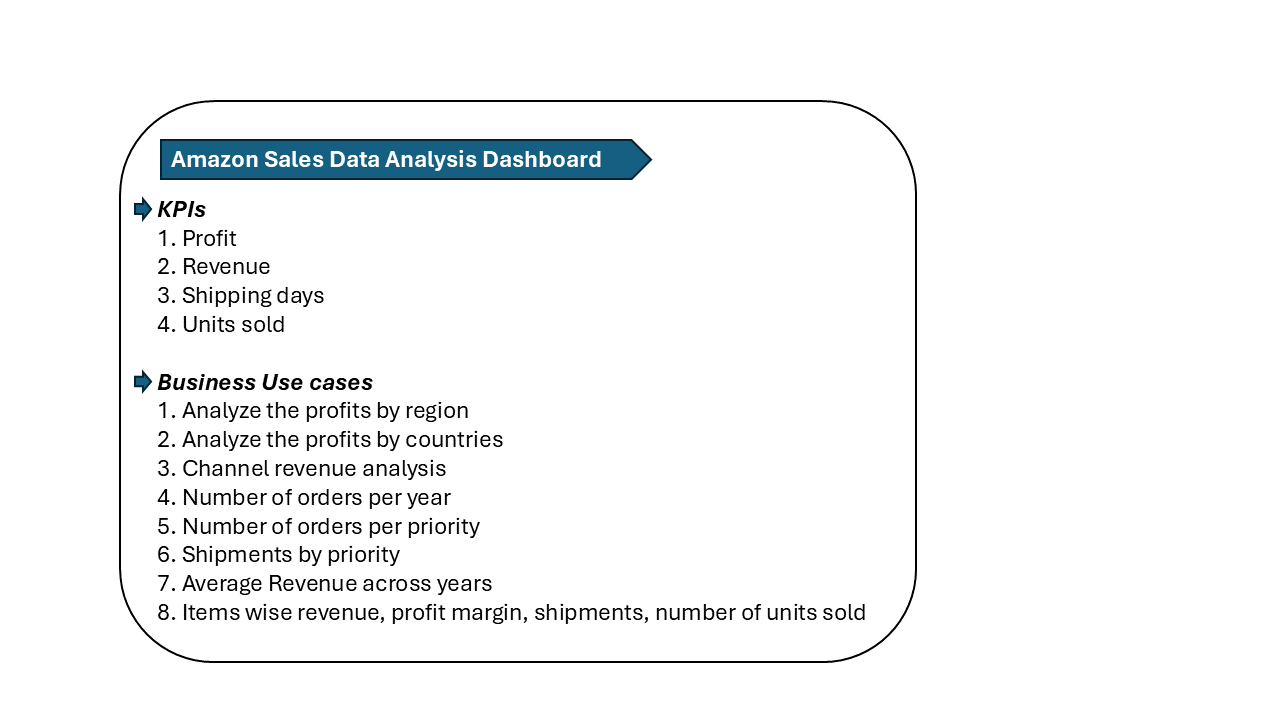 Amazon Sales Data Analysis Dashboard
KPIs
1. Profit
2. Revenue
3. Shipping days
4. Units sold
Business Use cases
1. Analyze the profits by region
2. Analyze the profits by countries
3. Channel revenue analysis
4. Number of orders per year
5. Number of orders per priority
6. Shipments by priority
7. Average Revenue across years
8. Items wise revenue, profit margin, shipments, number of units sold